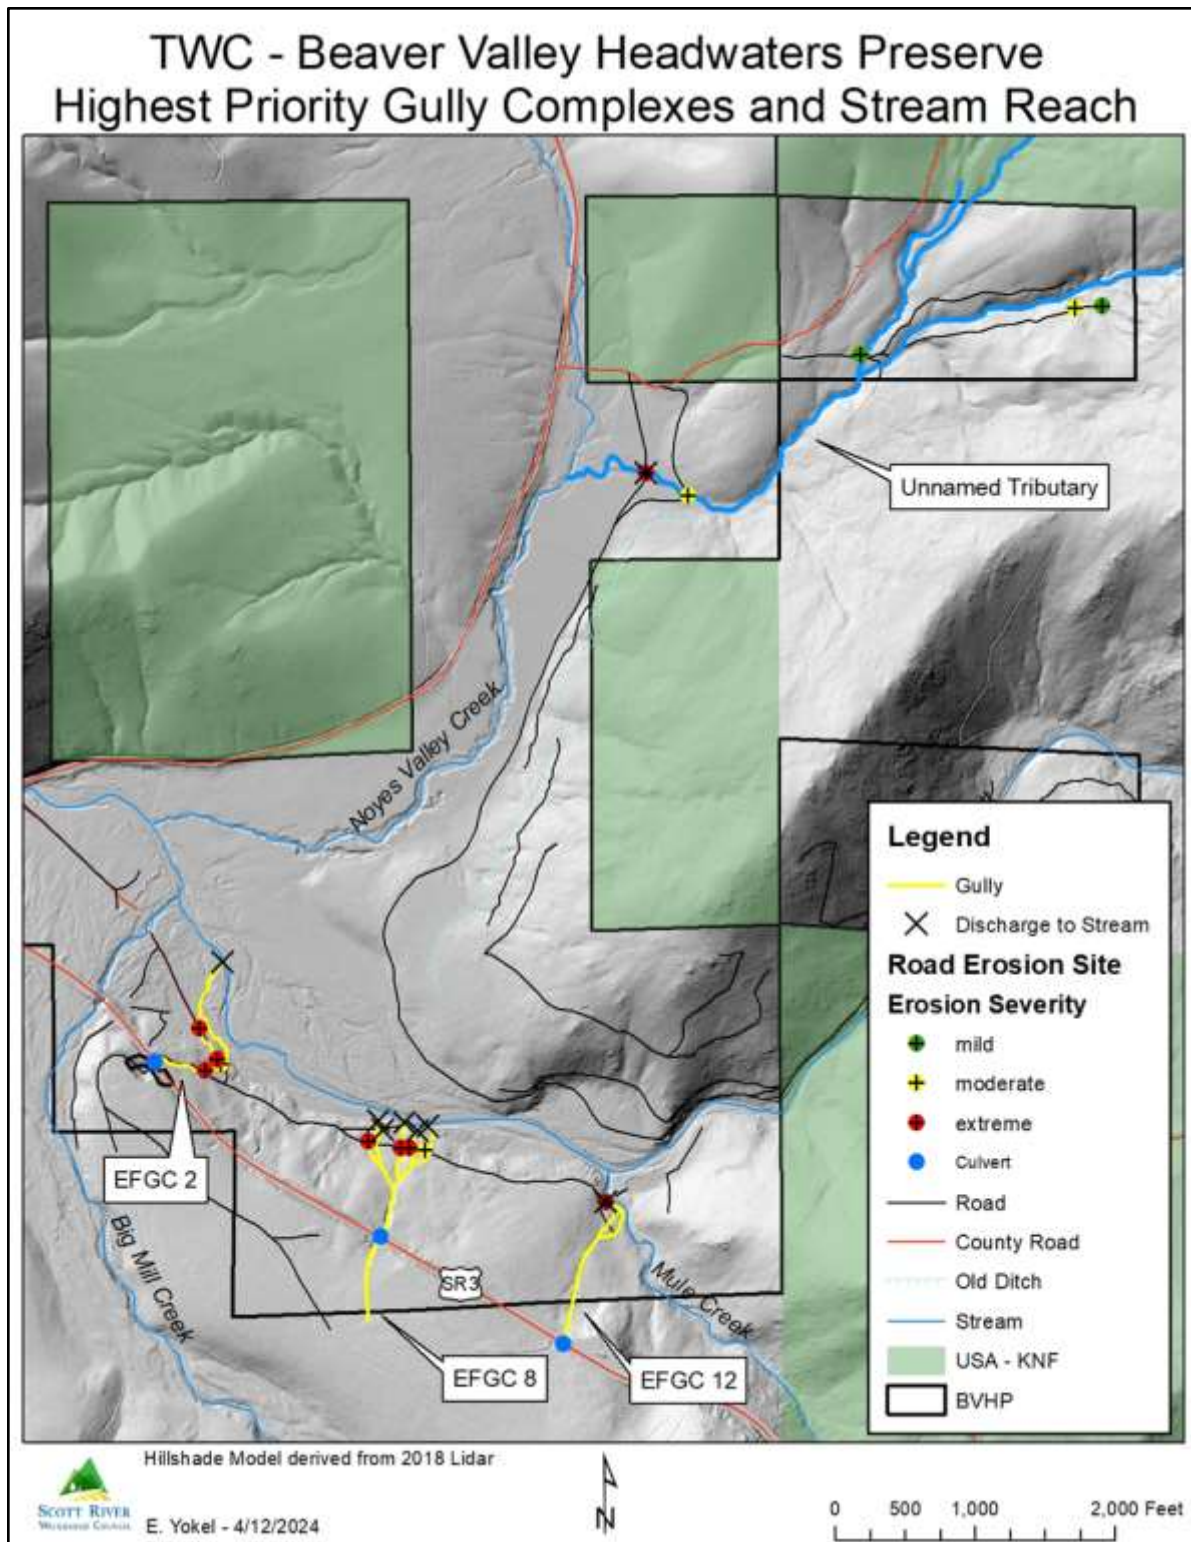 TWC - Beaver Valley Headwaters Preserve
Highest Priority Gully Complexes and Stream Reach
Unnamed Tributary
Noyes Valley Creek
Legend
Gully
Discharge to Stream
Road Erosion Site
Erosion Severity
mild
moderate
extreme
Culvert
Road
County Road
Old Ditch
Stream
USA - KNF
BVHP
EFGC 2
Big Mill Creek
SR3
Mule Creek
EFGC 8
EFGC 12
Hillshade Model derived from 2018 Lidar
SCOTT RIVER
WATERSHED COUNCIL
E. Yokel - 4/12/2024
N
0 500 1,000 2,000 Feet